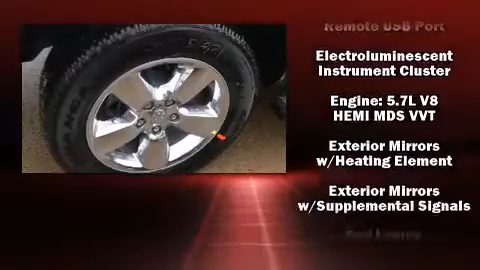 Remote USB Port
Electroluminescent
Instrument Cluster
Engine: 5.7L V8
HEMI MDS VVT
Exterior Mirrors
w/Heating Element
Exterior Mirrors
w/Supplemental Signals